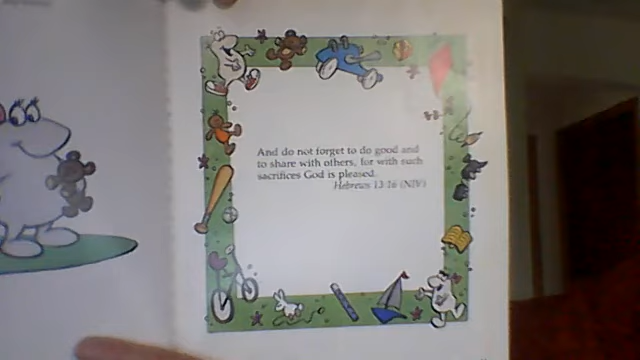 And do not forget to do good and
to share with others, for with such
sacrifices God is pleased.
Hebrews 13:16 (NIV)